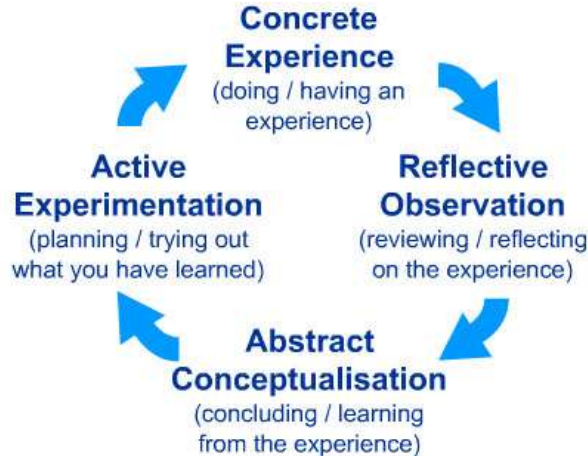 Concrete
Experience
(doing / having an
experience)
Reflective
Observation
(reviewing / reflecting
on the experience)
Abstract
Conceptualisation
(concluding / learning
from the experience)
Active
Experimentation
(planning / trying out
what you have learned)